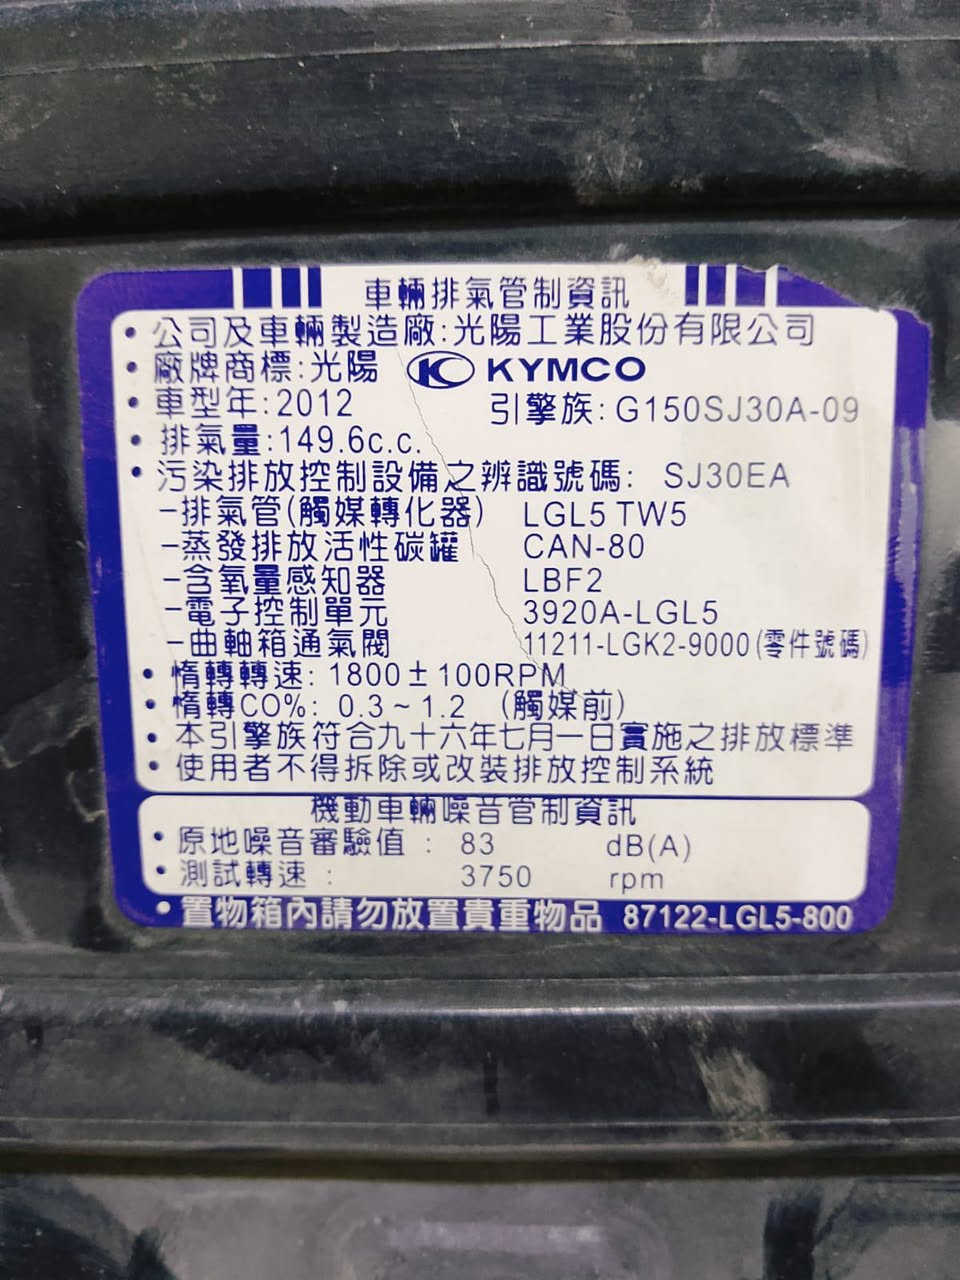 車輛排氣管制資訊
• 公司及車輛製造廠:光陽工業股份有限公司
• 廠牌商標:光陽 KC KYMCO
• 車型年:2012 引擎族: G150SJ30A-09
• 排氣量:149.6c.c.
• 污染排放控制設備之辨識號碼: SJ30EA
-排氣管(觸媒轉化器) LGL5 TW5
-蒸發排放活性碳罐 CAN-80
-含氧量感知器 LBF2
-電子控制單元 3920A-LGL5
-曲軸箱通氣閥 11211-LGK2-9000(零件號碼)
• 惰轉轉速: 1800±100RPM
• 惰轉CO%: 0.3~1.2 (觸媒前)
• 本引擎族符合九十六年七月一日實施之排放標準
• 使用者不得拆除或改裝排放控制系統
機動車輛噪音管制資訊
• 原地噪音審驗值 : 83 dB(A)
• 測試轉速 : 3750 rpm
• 置物箱內請勿放置貴重物品 87122-LGL5-800